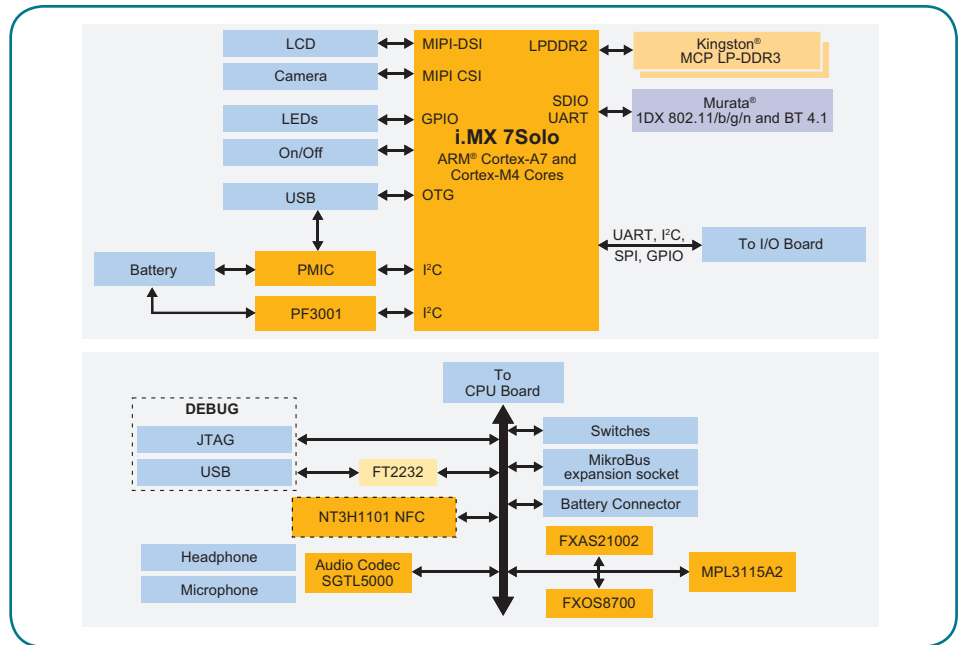 LCD
MIPI-DSI
LPDDR2
Kingston®
MCP LP-DDR3
Camera
MIPI CSI
SDIO
UART
Murata®
1DX 802.11/b/g/n and BT 4.1
LEDs
GPIO
i.MX 7Solo
ARM® Cortex-A7 and
Cortex-M4 Cores
On/Off
USB
OTG
UART, I²C,
SPI, GPIO
To I/O Board
Battery
PMIC
I²C
PF3001
I²C
To
CPU Board
DEBUG
JTAG
USB
FT2232
Switches
MikroBus
expansion socket
Battery Connector
NT3H1101 NFC
Headphone
Microphone
Audio Codec
SGTL5000
FXAS21002
MPL3115A2
FXOS8700